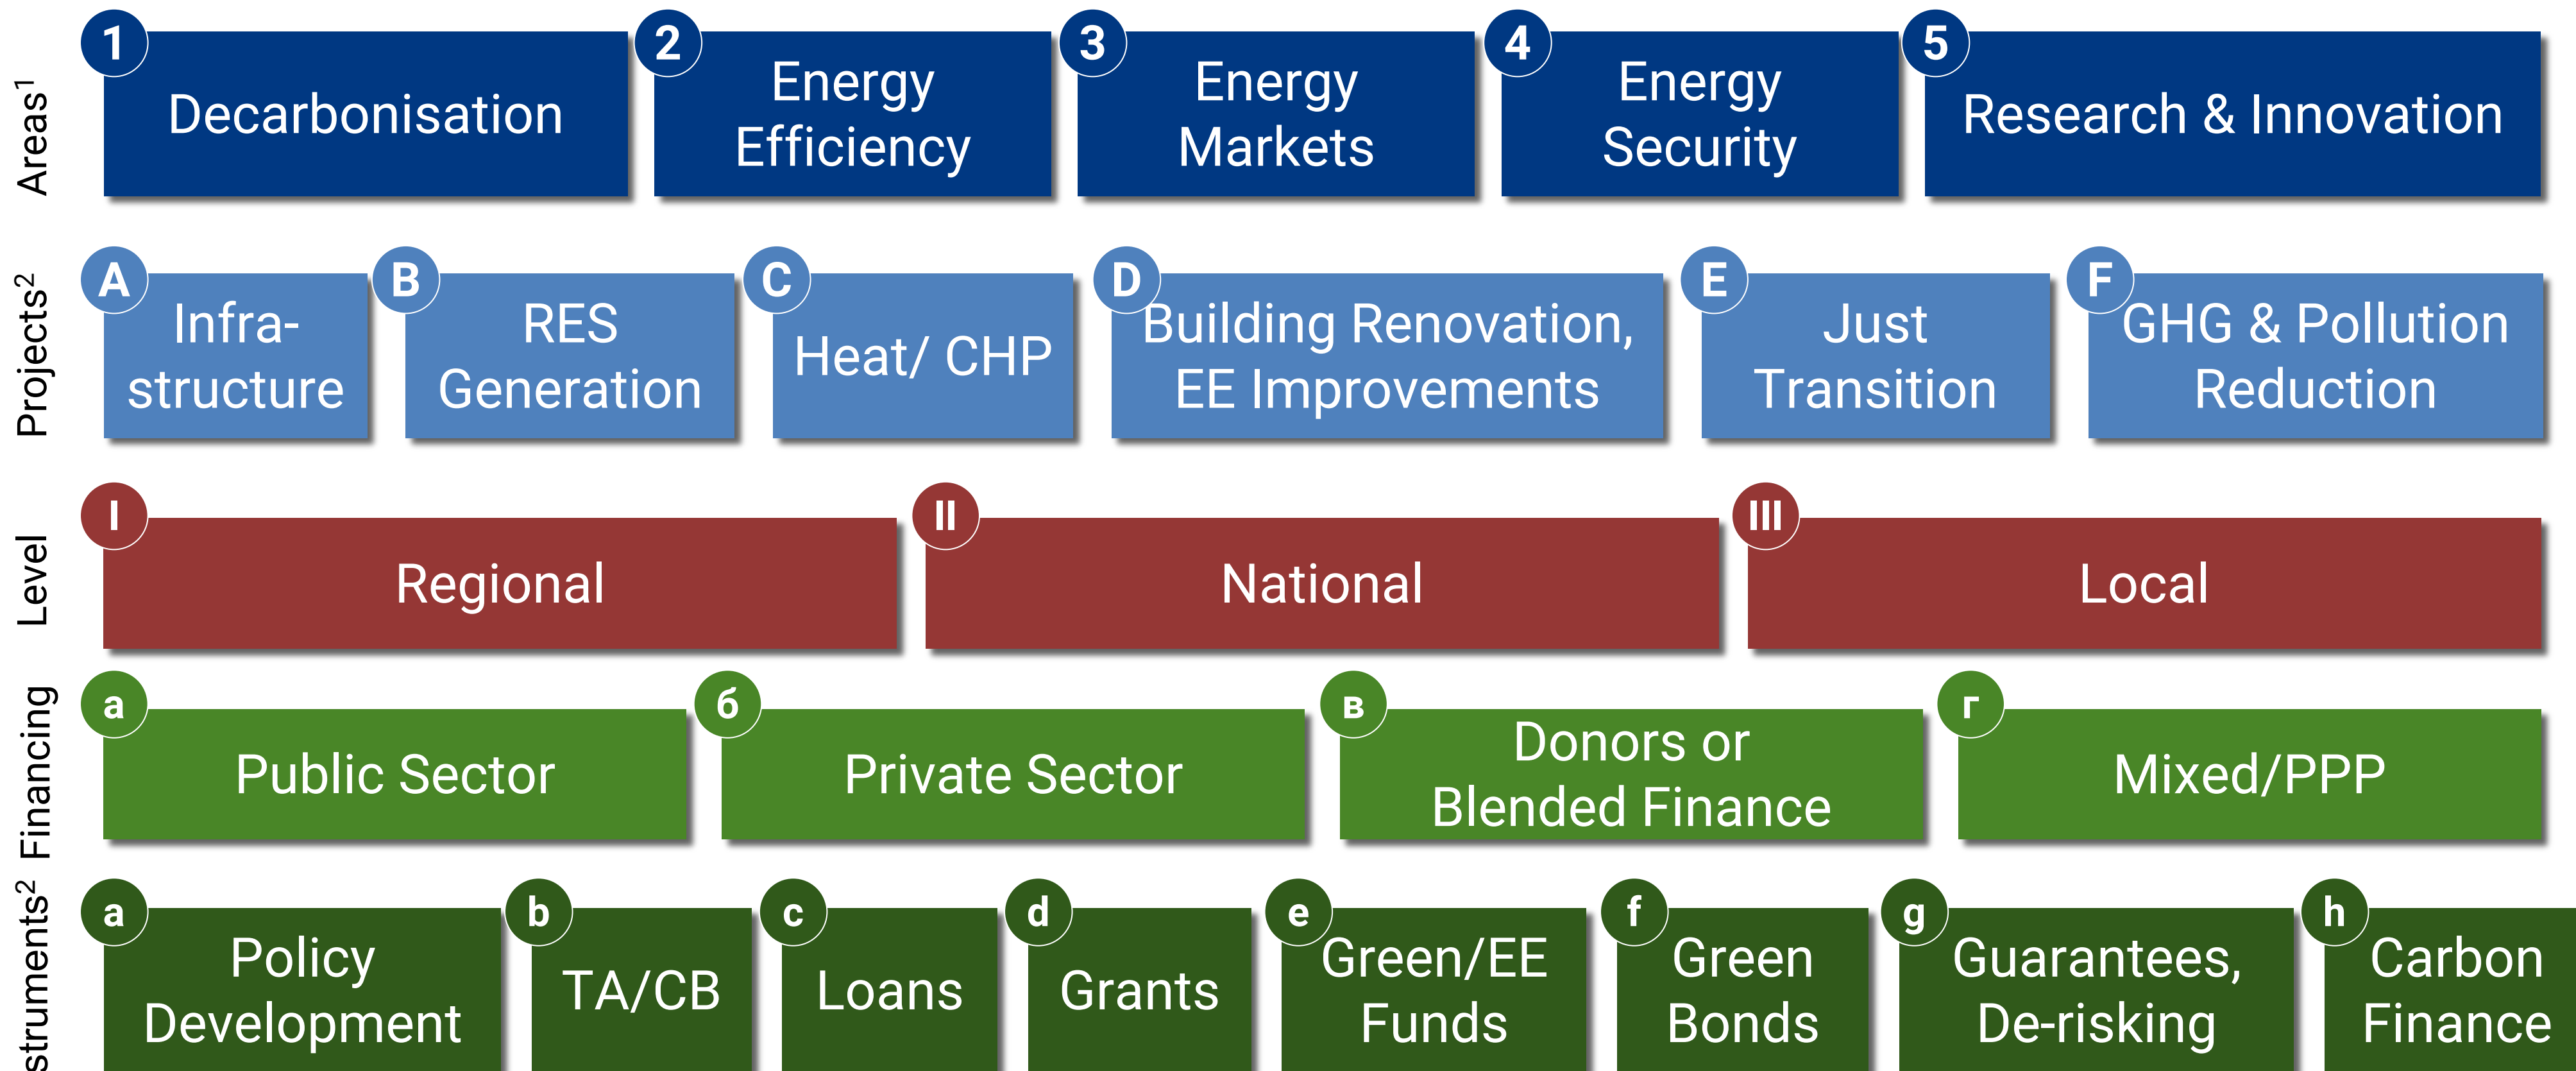 Areas¹
1
Decarbonisation
2
Energy
Efficiency
3
Energy
Markets
4
Energy
Security
5
Research & Innovation
Projects²
A
Infra-
structure
B
RES
Generation
C
Heat/ CHP
D
Building Renovation,
EE Improvements
E
Just
Transition
F
GHG & Pollution
Reduction
Level
I
Regional
II
National
III
Local
Financing
а
Public Sector
б
Private Sector
в
Donors or
Blended Finance
г
Mixed/PPP
struments²
a
Policy
Development
b
TA/CB
c
Loans
d
Grants
e
Green/EE
Funds
f
Green
Bonds
g
Guarantees,
De-risking
h
Carbon
Finance